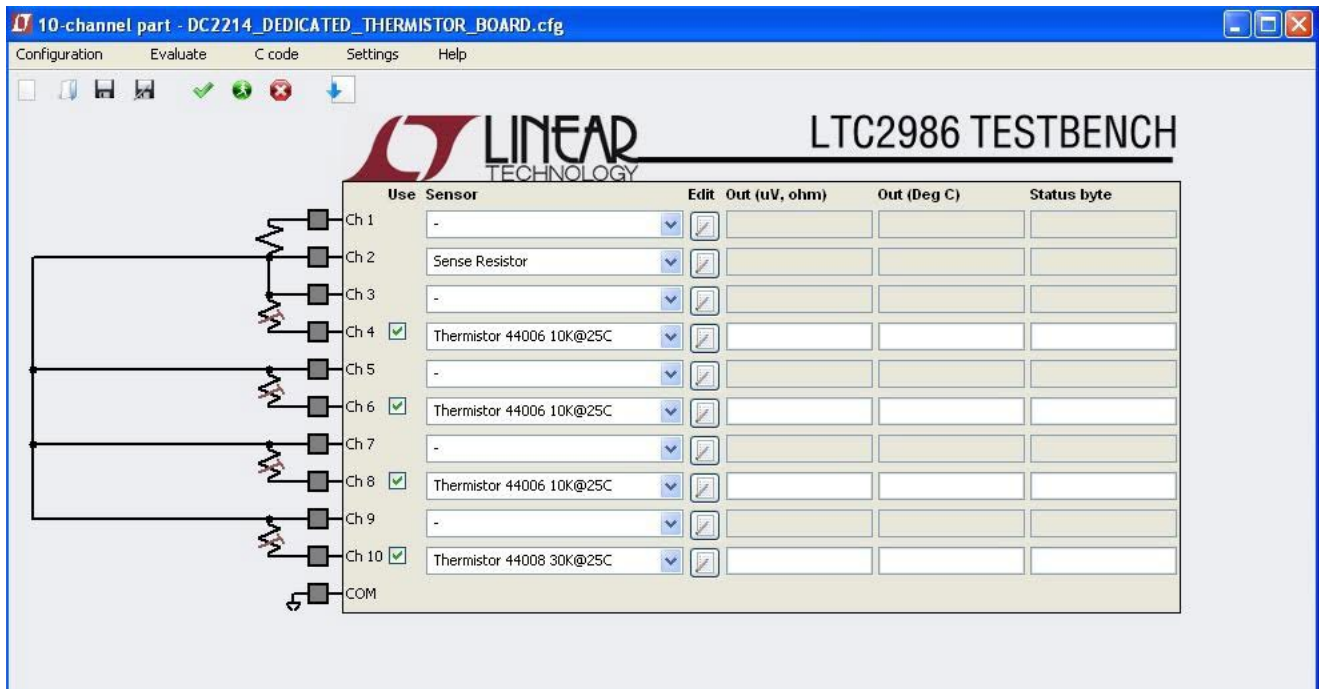 10-channel part - DC2214_DEDICATED_THERMISTOR_BOARD.cfg
Configuration Evaluate C code Settings Help
LINEAR TECHNOLOGY
LTC2986 TESTBENCH
Use Sensor Edit Out (uV, ohm) Out (Deg C) Status byte
Ch 1 -
Ch 2 Sense Resistor
Ch 3 -
Ch 4 Thermistor 44006 10K@25C
Ch 5 -
Ch 6 Thermistor 44006 10K@25C
Ch 7 -
Ch 8 Thermistor 44006 10K@25C
Ch 9 -
Ch 10 Thermistor 44008 30K@25C
COM